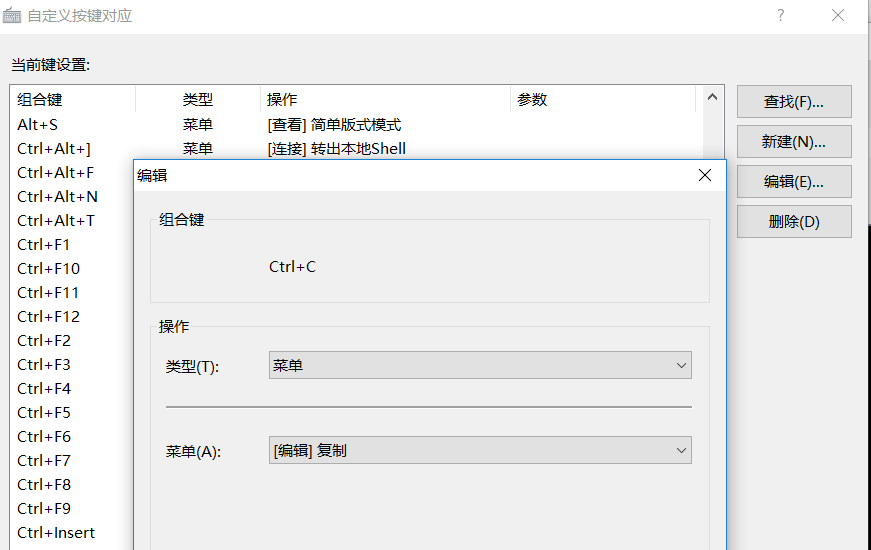 自定义按键对应
当前键设置:
组合键 类型 操作 参数
Alt+S 菜单 [查看] 简单版式模式
Ctrl+Alt+] 菜单 [连接] 转出本地Shell
Ctrl+Alt+F
Ctrl+Alt+N
Ctrl+Alt+T
Ctrl+F1
Ctrl+F10
Ctrl+F11
Ctrl+F12
Ctrl+F2
Ctrl+F3
Ctrl+F4
Ctrl+F5
Ctrl+F6
Ctrl+F7
Ctrl+F8
Ctrl+F9
Ctrl+Insert
查找(F)...
新建(N)...
编辑(E)...
删除(D)
编辑
组合键
Ctrl+C
操作
类型(T): 菜单
菜单(A): [编辑] 复制